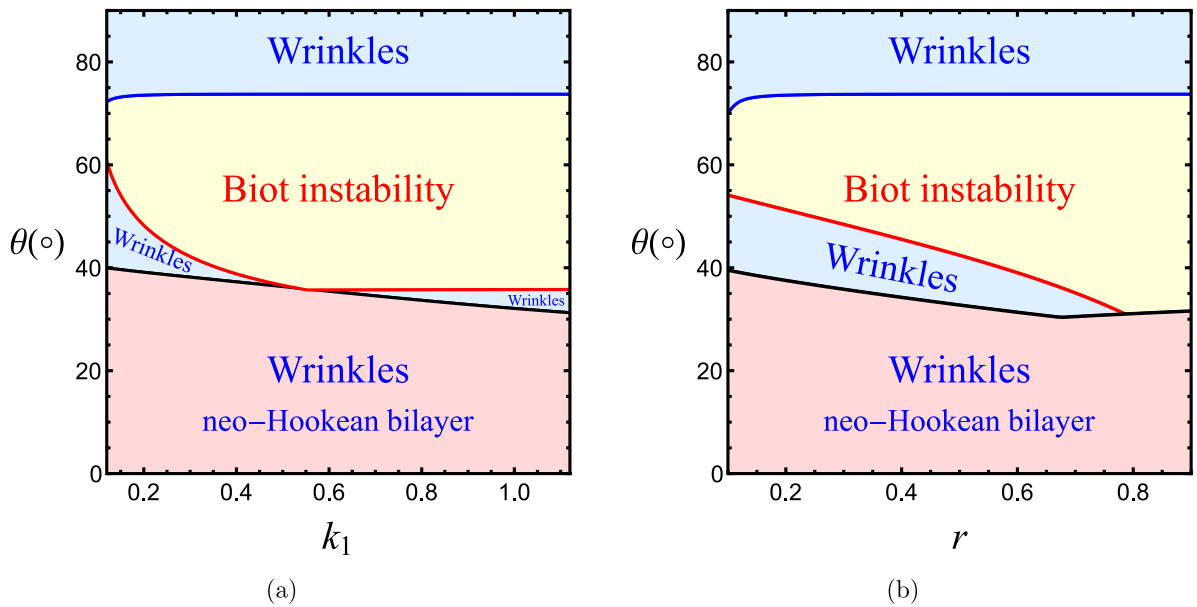 Wrinkles
Biot instability
Wrinkles
Wrinkles
Wrinkles
neo−Hookean bilayer
0
20
40
60
80
θ(∘)
0.2
0.4
0.6
0.8
1.0
k1
(a)
Wrinkles
Biot instability
Wrinkles
Wrinkles
neo−Hookean bilayer
0
20
40
60
80
θ(∘)
0.2
0.4
0.6
0.8
r
(b)